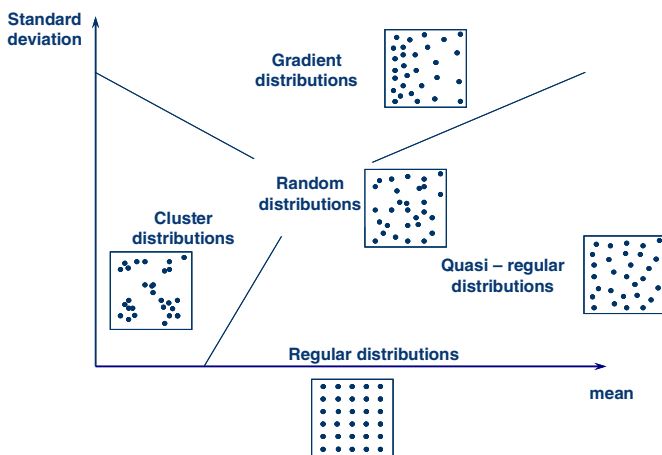 Standard
deviation
Gradient
distributions
Random
distributions
Cluster
distributions
Quasi – regular
distributions
Regular distributions
mean